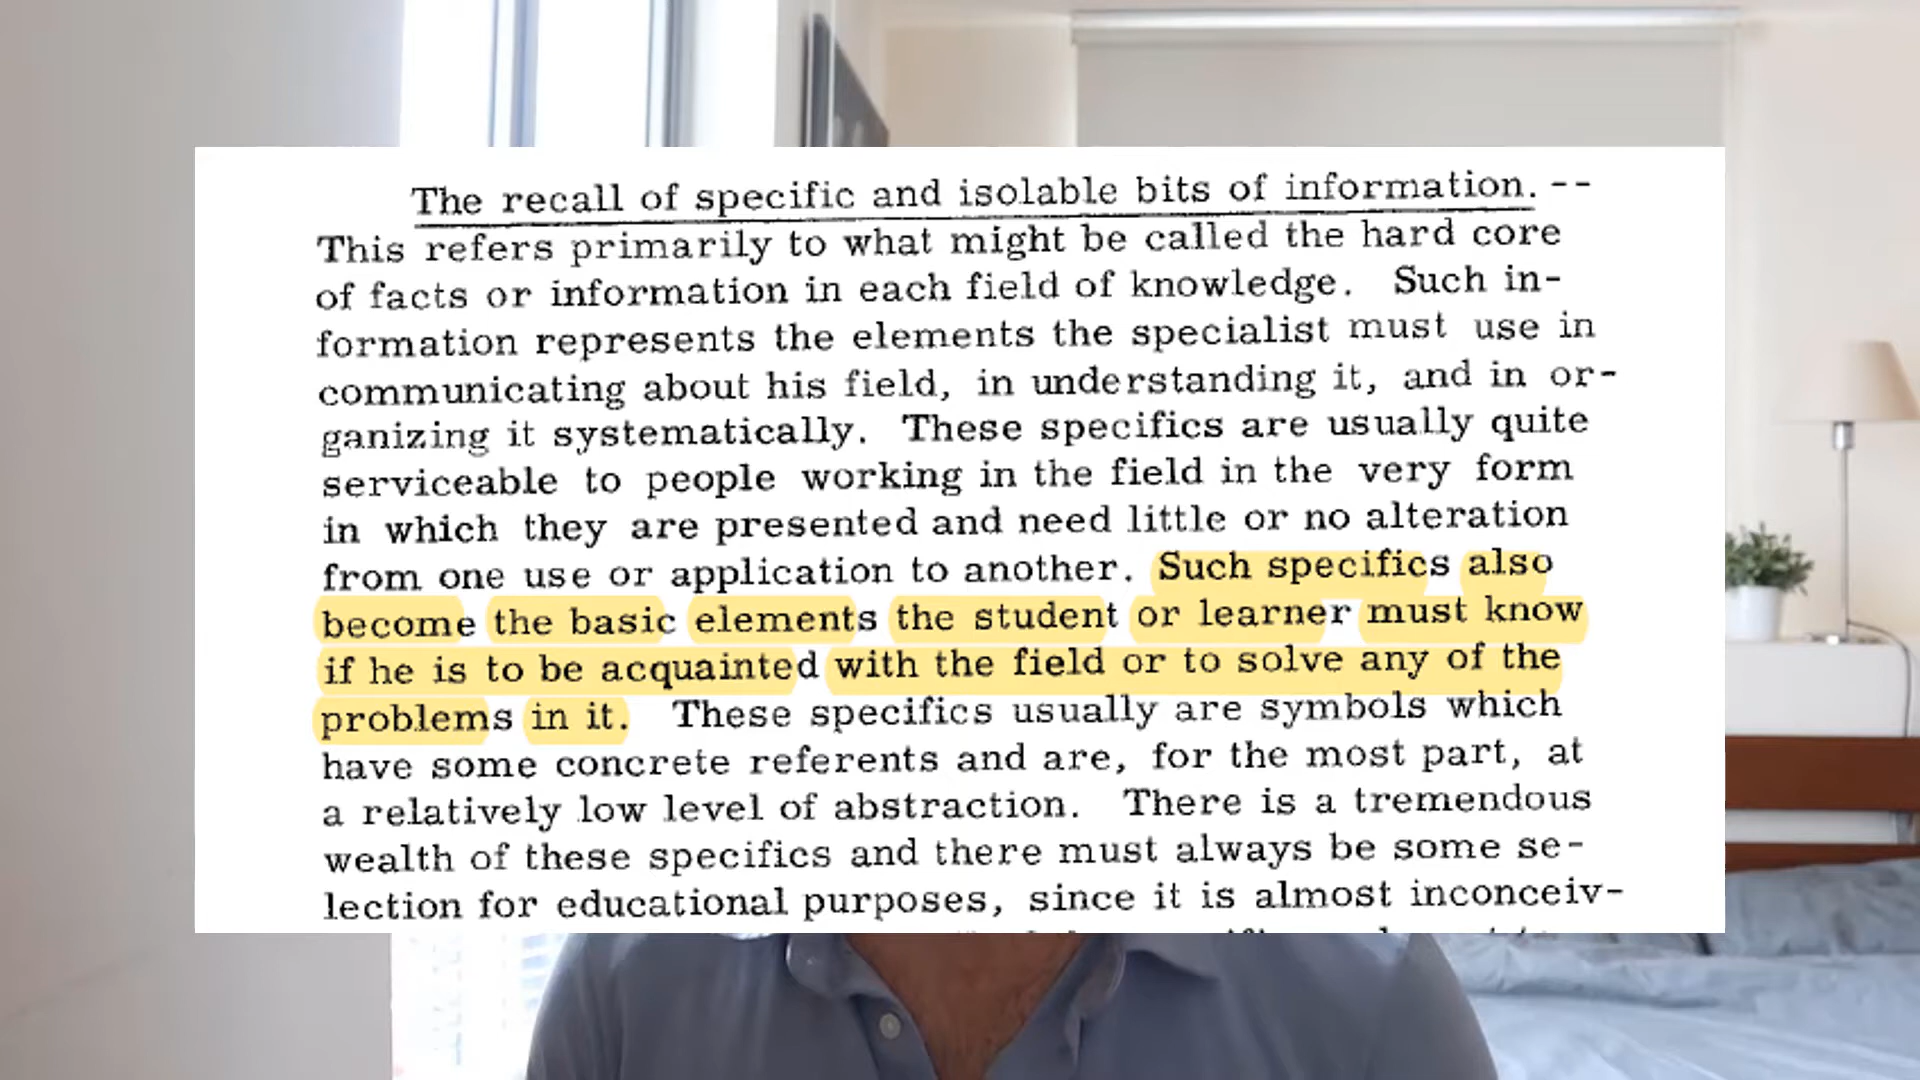 The recall of specific and isolable bits of information. --
This refers primarily to what might be called the hard core
of facts or information in each field of knowledge. Such in-
formation represents the elements the specialist must use in
communicating about his field, in understanding it, and in or-
ganizing it systematically. These specifics are usually quite
serviceable to people working in the field in the very form
in which they are presented and need little or no alteration
from one use or application to another. Such specifics also
become the basic elements the student or learner must know
if he is to be acquainted with the field or to solve any of the
problems in it. These specifics usually are symbols which
have some concrete referents and are, for the most part, at
a relatively low level of abstraction. There is a tremendous
wealth of these specifics and there must always be some se-
lection for educational purposes, since it is almost inconceiv-